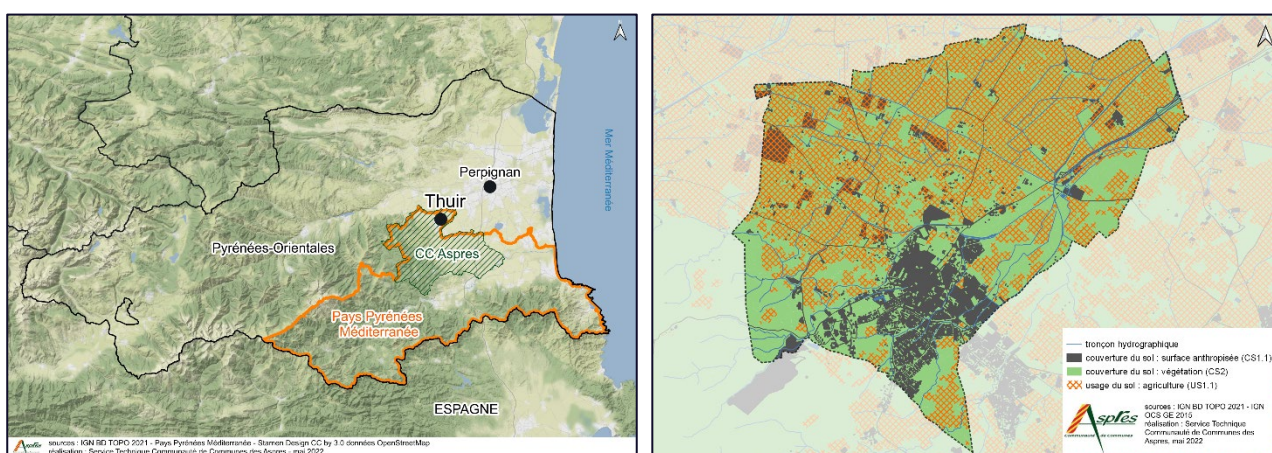 Mer Méditerranée
Perpignan
Thuir
Pyrénées-Orientales
CC Aspres
Pays Pyrénées
Méditerranée
ESPAGNE
Aspres
sources : IGN BD TOPO 2021 - Pays Pyrénées Méditerranée - Stamen Design CC by 3.0 données OpenStreetMap
réalisation : Service Technique Communauté de Communes des Aspres - mai 2022
tronçon hydrographique
couverture du sol : surface anthropisée (CS1.1)
couverture du sol : végétation (CS2)
usage du sol : agriculture (US1.1)
Aspres
COMMUNAUTÉ DE COMMUNES
sources : IGN BD TOPO 2021 - IGN
OCS GE 2015
réalisation : Service Technique
Communauté de Communes des
Aspres, mai 2022